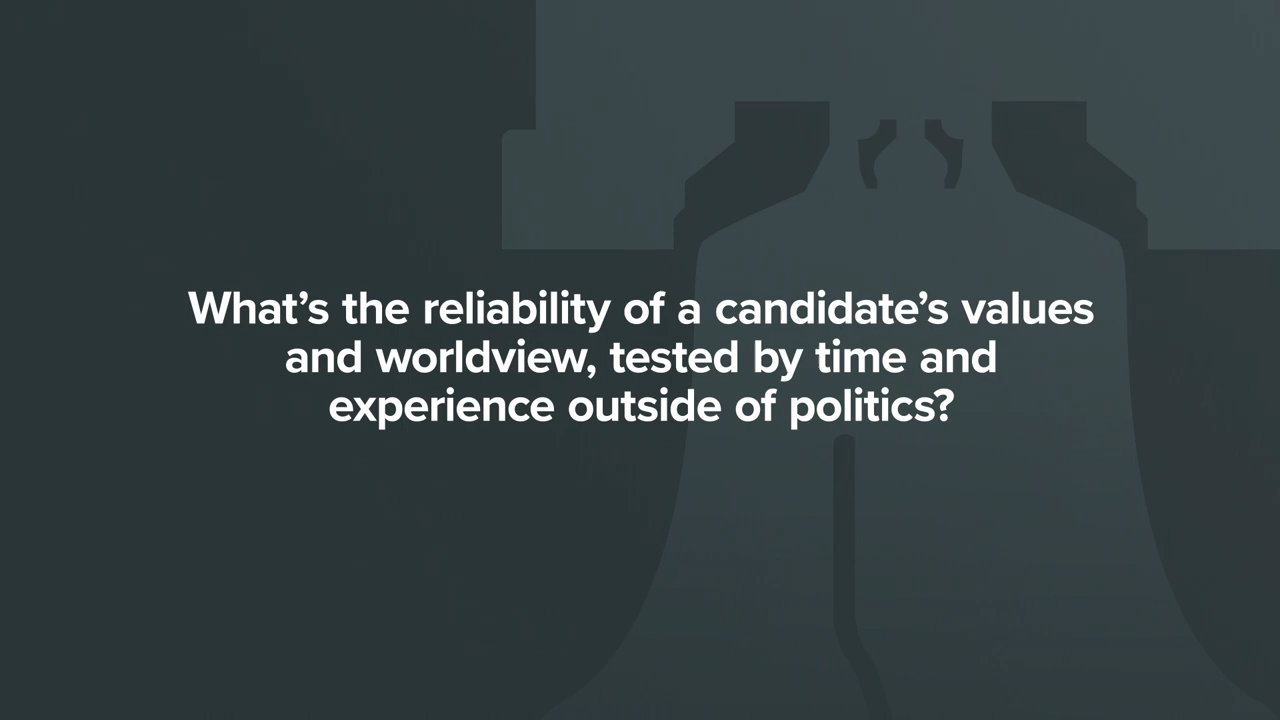 What’s the reliability of a candidate’s values
and worldview, tested by time and
experience outside of politics?